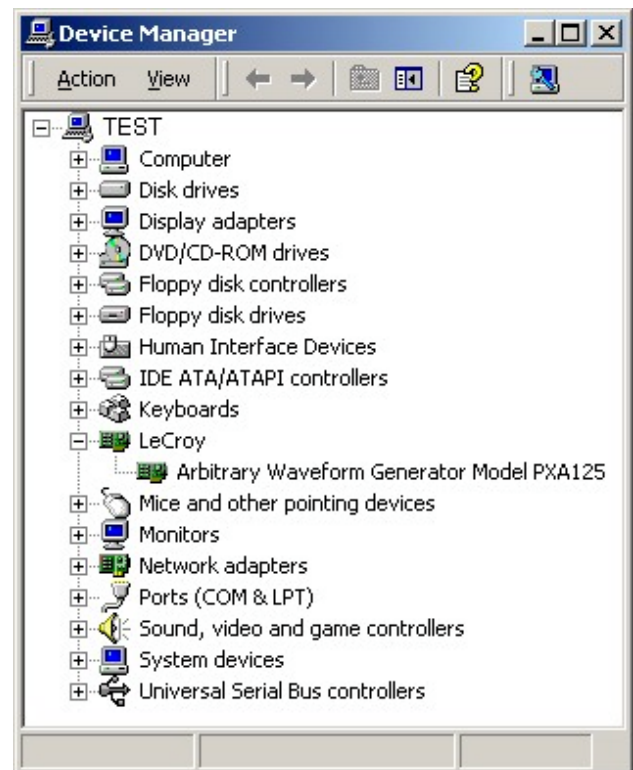 Device Manager
Action View
TEST
Computer
Disk drives
Display adapters
DVD/CD-ROM drives
Floppy disk controllers
Floppy disk drives
Human Interface Devices
IDE ATA/ATAPI controllers
Keyboards
LeCroy
Arbitrary Waveform Generator Model PXA125
Mice and other pointing devices
Monitors
Network adapters
Ports (COM & LPT)
Sound, video and game controllers
System devices
Universal Serial Bus controllers